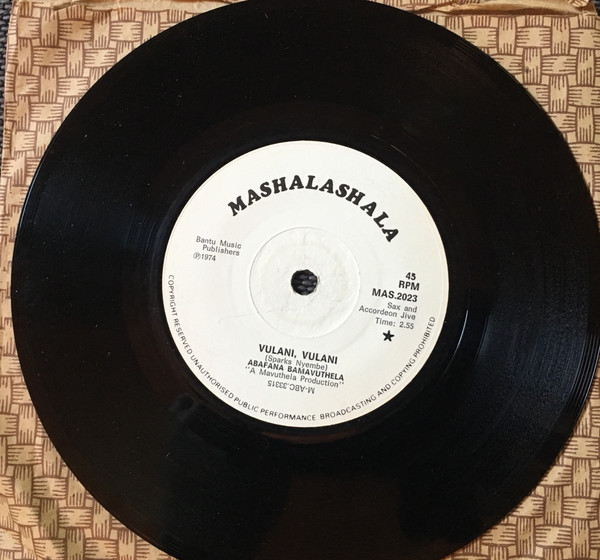 MASHALASHALA
Bantu Music
Publishers
Ⓟ1974
45
RPM
MAS.2023
Sax and
Accordeon Jive
Time: 2.55
★
VULANI, VULANI
(Sparks Nyembe)
ABAFANA BAMAVUTHELA
"A Mavuthela Production"
M-ABC.33315
COPYRIGHT RESERVED UNAUTHORISED PUBLIC PERFORMANCE BROADCASTING AND COPYING PROHIBITED